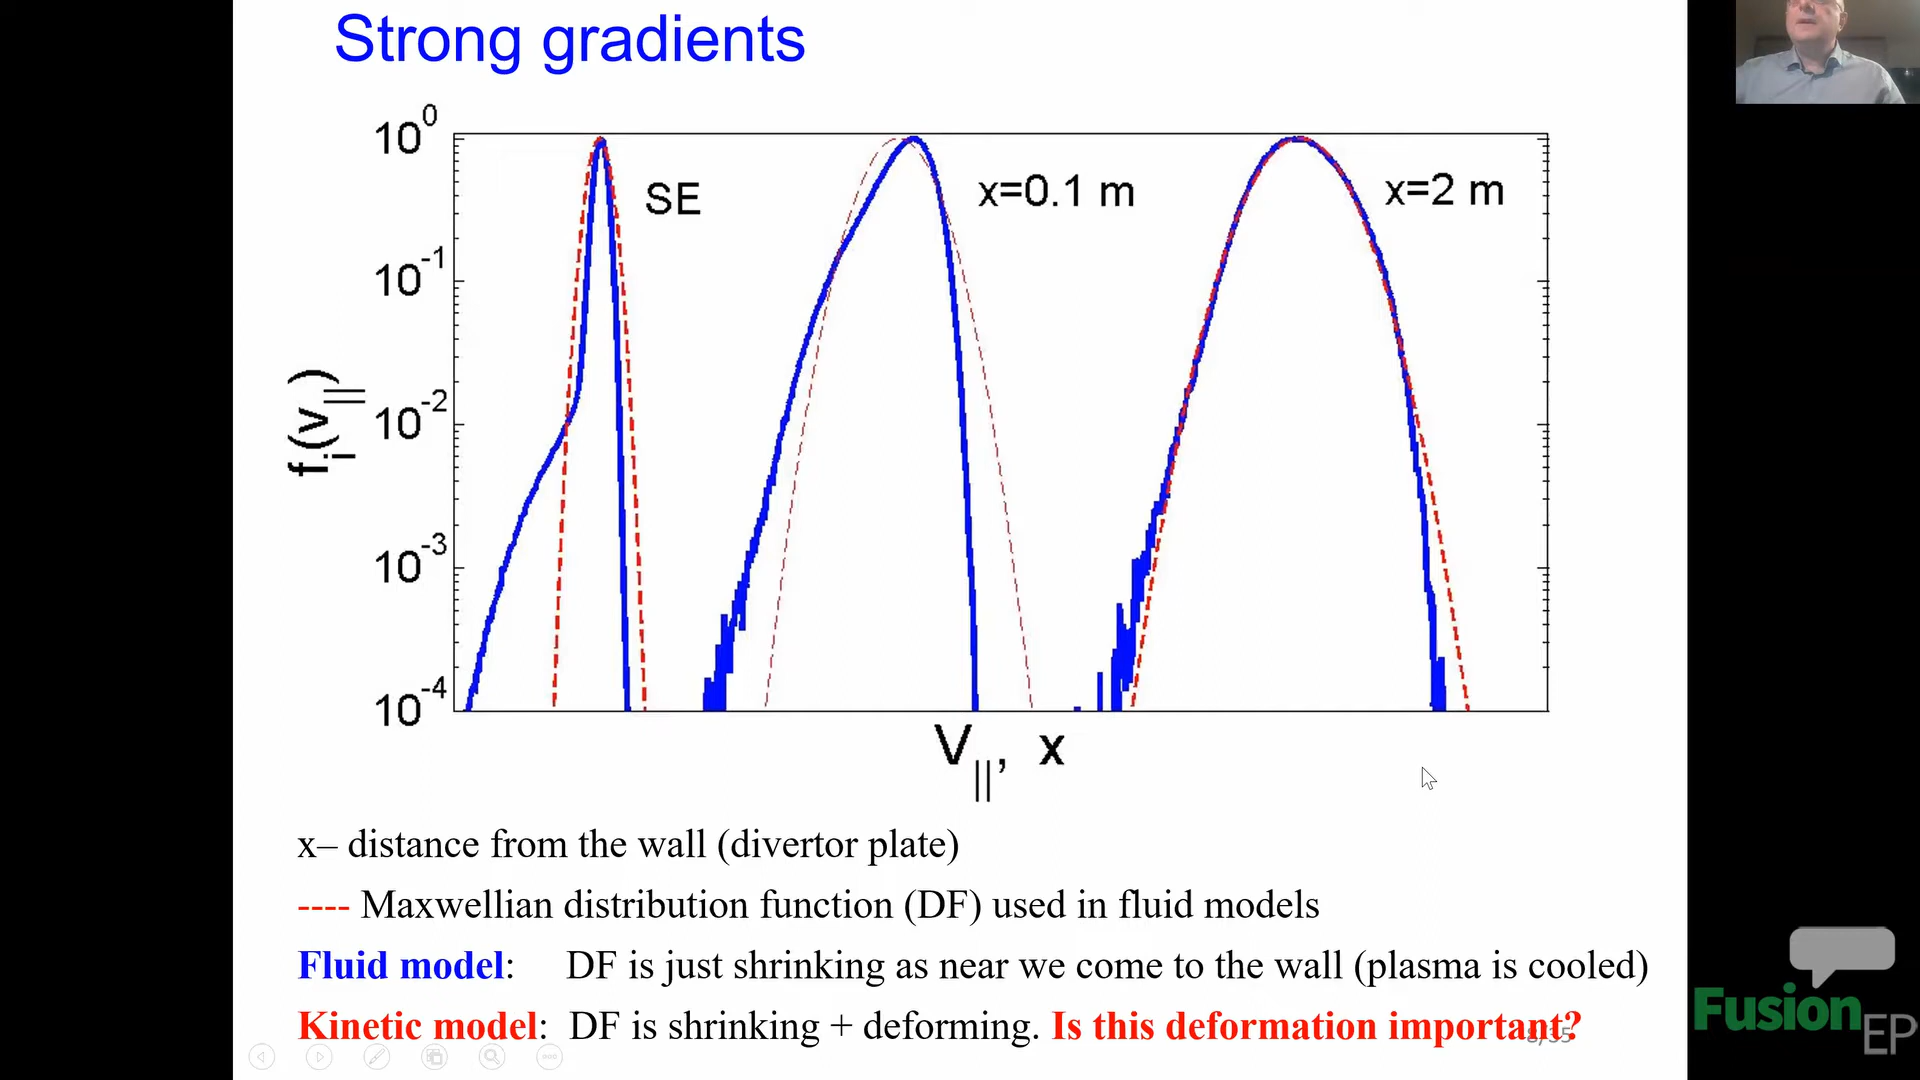 Strong gradients
10^0
10^-1
10^-2
10^-3
10^-4
f_i(v_||)
SE
x=0.1 m
x=2 m
V_||, x
x– distance from the wall (divertor plate)
---- Maxwellian distribution function (DF) used in fluid models
Fluid model: DF is just shrinking as near we come to the wall (plasma is cooled)
Kinetic model: DF is shrinking + deforming. Is this deformation important?
8/35
Fusion
EP